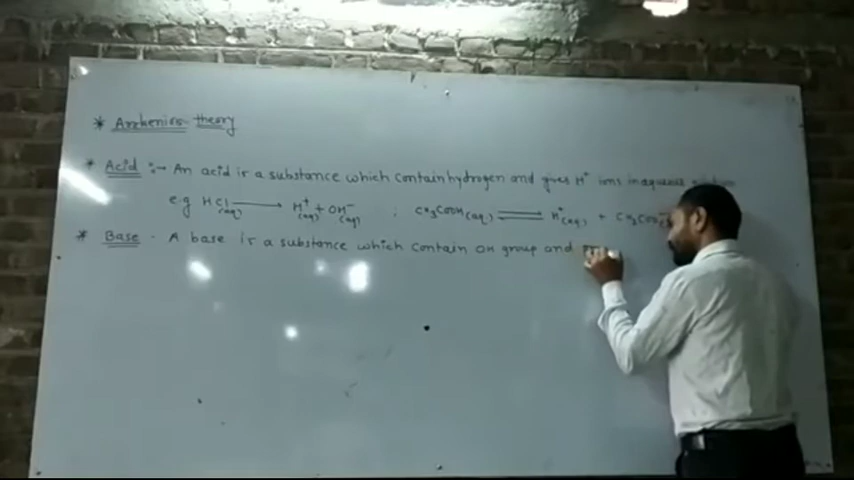 * Arrhenius theory
* Acid :- An acid is a substance which contain hydrogen and gives H⁺ ions in aqueous
e.g HCl(aq) ⟶ H⁺(aq) + OH⁻(aq) ; CH₃COOH(aq) ⇌ H⁺(aq) + CH₃COO
* Base - A base is a substance which contain OH group and